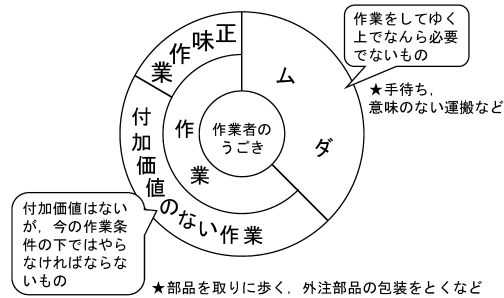 正味作業
作業をしてゆく
上でなんら必要
でないもの
ムダ
★手待ち，
意味のない運搬など
作業者の
うごき
作業
付加価値のない作業
付加価値はない
が，今の作業条
件の下ではやら
なければならな
いもの
★部品を取りに歩く，外注部品の包装をとくなど